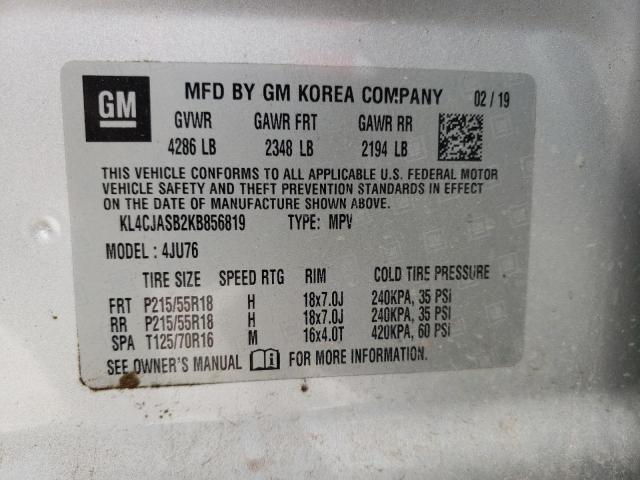 GM MFD BY GM KOREA COMPANY 02/19
GVWR GAWR FRT GAWR RR
4286 LB 2348 LB 2194 LB
THIS VEHICLE CONFORMS TO ALL APPLICABLE U.S. FEDERAL MOTOR
VEHICLE SAFETY AND THEFT PREVENTION STANDARDS IN EFFECT
ON THE DATE OF MANUFACTURE SHOWN ABOVE.
KL4CJASB2KB856819 TYPE: MPV
MODEL: 4JU76
TIRE SIZE SPEED RTG RIM COLD TIRE PRESSURE
FRT P215/55R18 H 18x7.0J 240KPA, 35 PSi
RR P215/55R18 H 18x7.0J 240KPA, 35 PSi
SPA T125/70R16 M 16x4.0T 420KPA, 60 PSi
SEE OWNER'S MANUAL i FOR MORE INFORMATION.